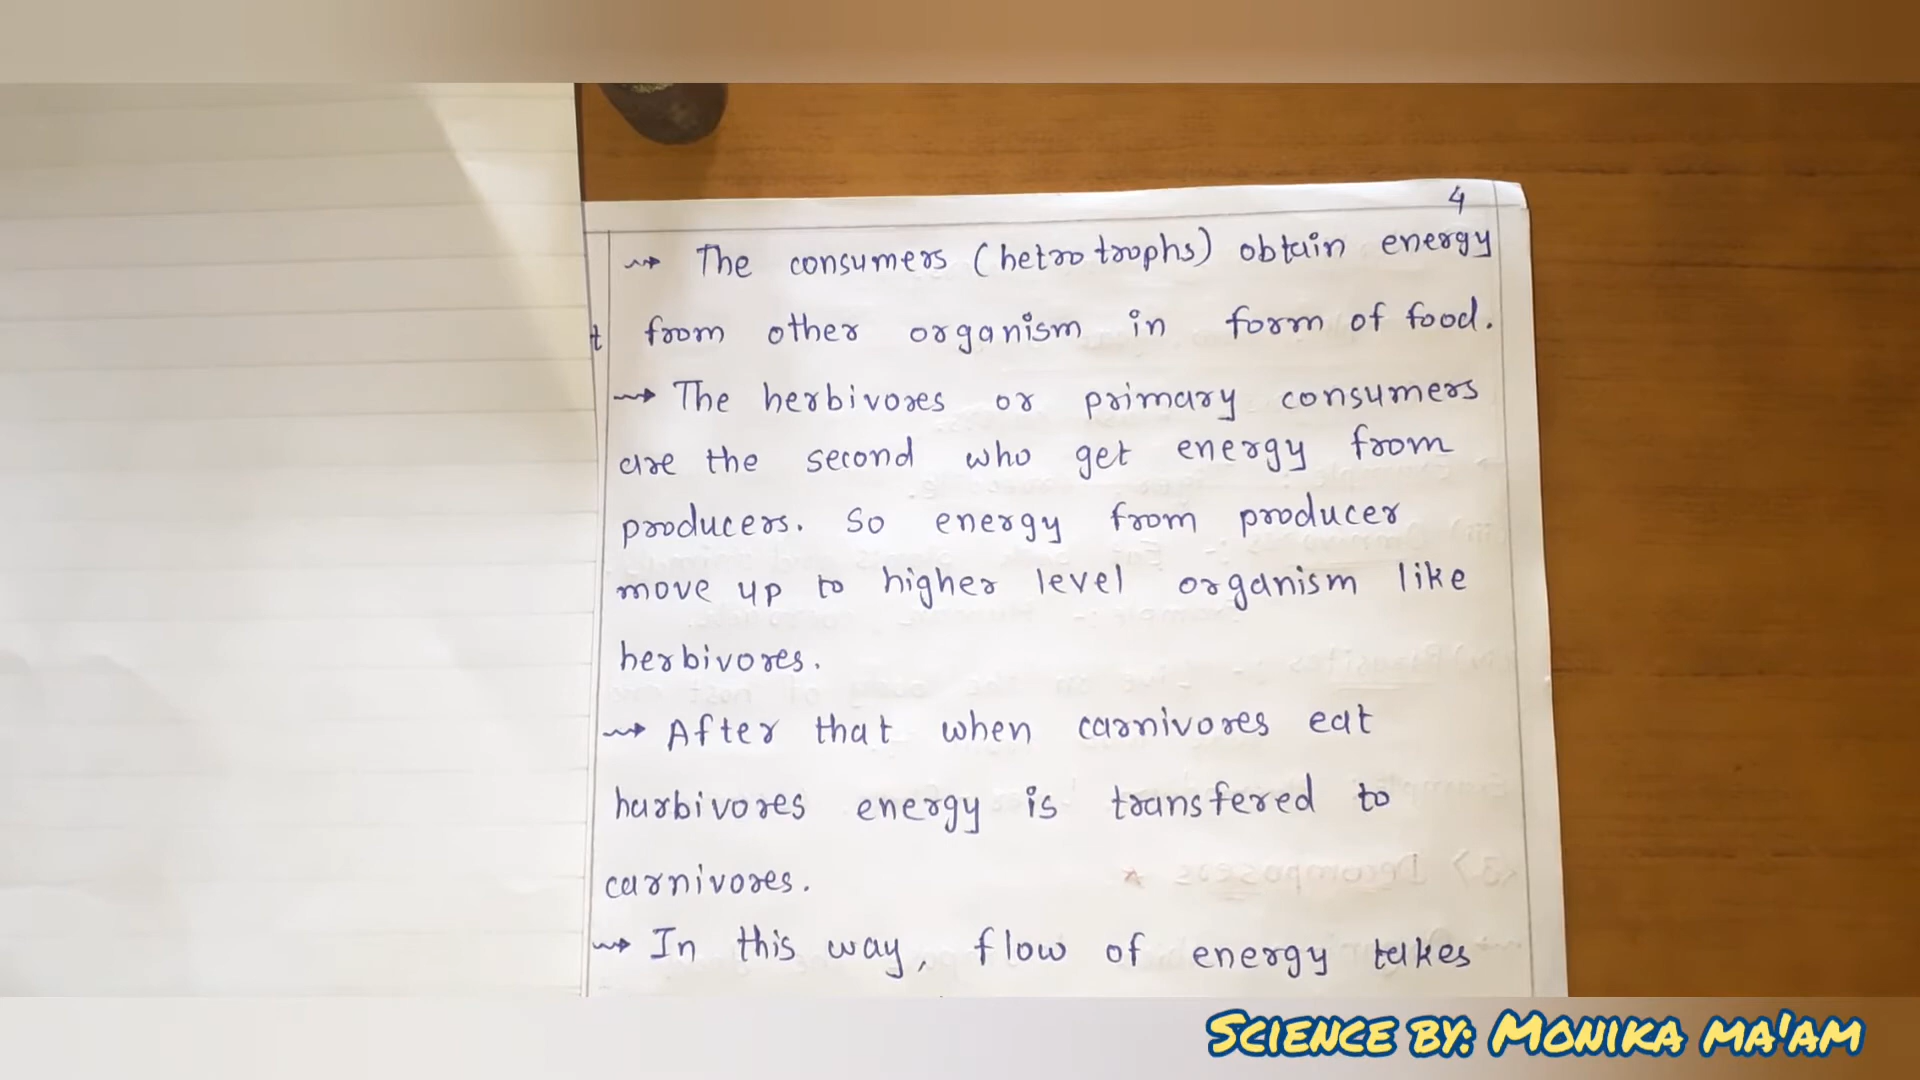 4
⇝ The consumers (hetrotrophs) obtain energy
t from other organism in form of food.
⇝ The herbivores or primary consumers
are the second who get energy from
producers. So energy from producer
move up to higher level organism like
herbivores.
⇝ After that when carnivores eat
harbivores energy is transfered to
carnivores.
⇝ In this way, flow of energy takes
Science by: Monika ma'am